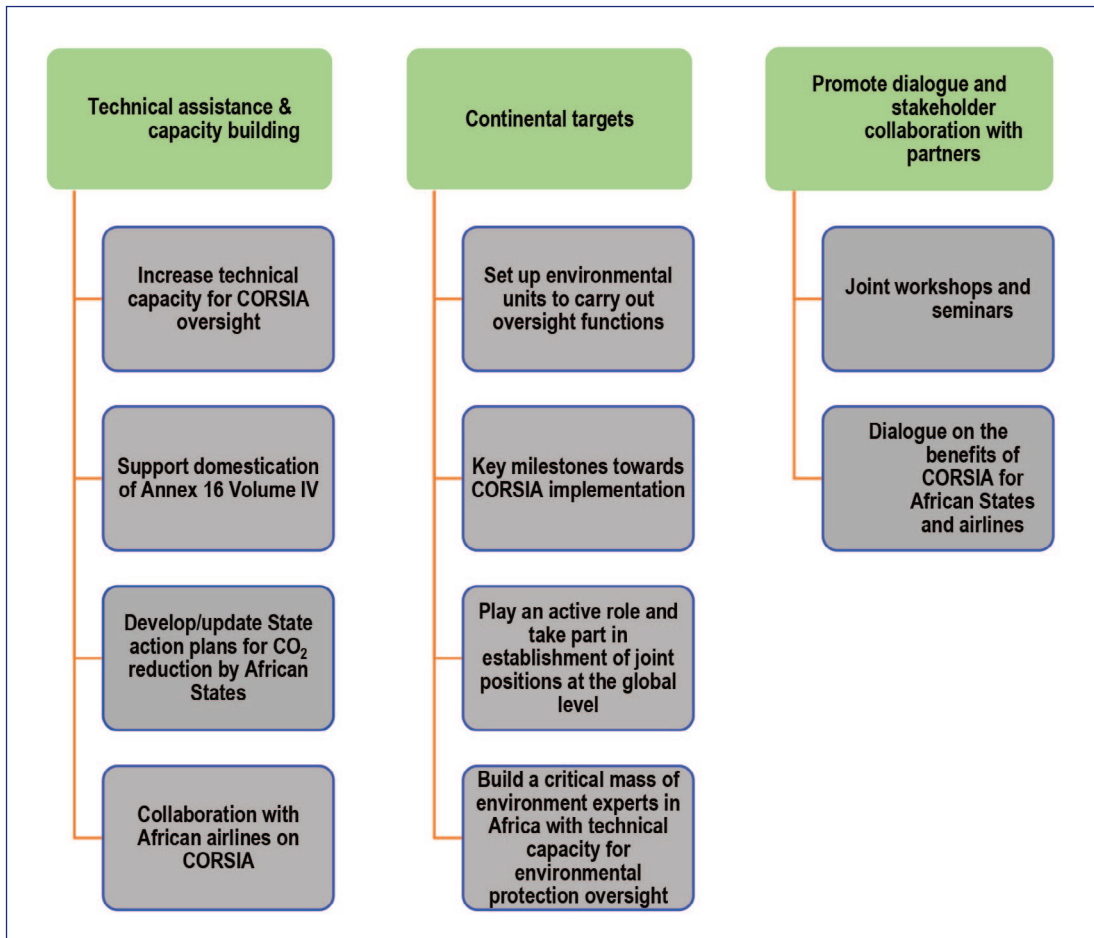 Technical assistance &
capacity building
Increase technical
capacity for CORSIA
oversight
Support domestication
of Annex 16 Volume IV
Develop/update State
action plans for CO₂
reduction by African
States
Collaboration with
African airlines on
CORSIA
Continental targets
Set up environmental
units to carry out
oversight functions
Key milestones towards
CORSIA implementation
Play an active role and
take part in
establishment of joint
positions at the global
level
Build a critical mass of
environment experts in
Africa with technical
capacity for
environmental
protection oversight
Promote dialogue and
stakeholder
collaboration with
partners
Joint workshops and
seminars
Dialogue on the
benefits of
CORSIA for
African States
and airlines